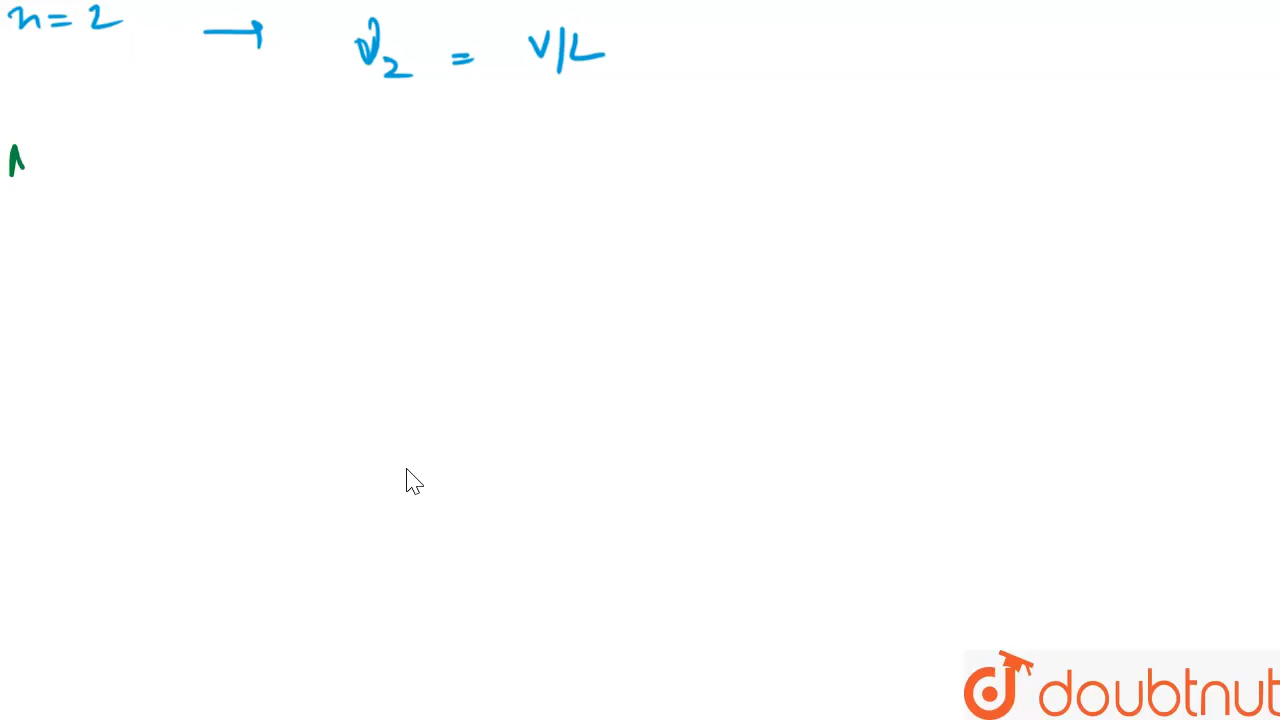 n = 2 → ν₂ = V/L
doubtnut